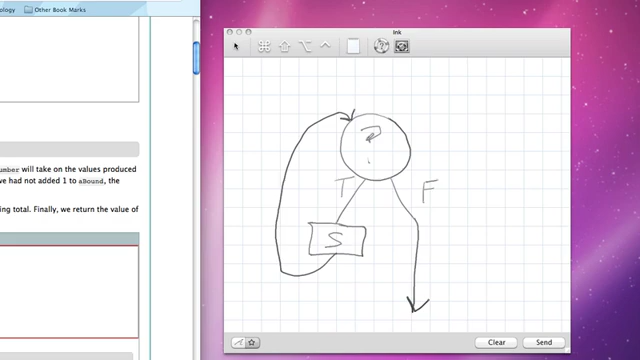 ology
Other Book Marks
Ink
umber will take on the values produced
e had not added 1 to aBound, the
ing total. Finally, we return the value of
?
T
F
S
Clear
Send